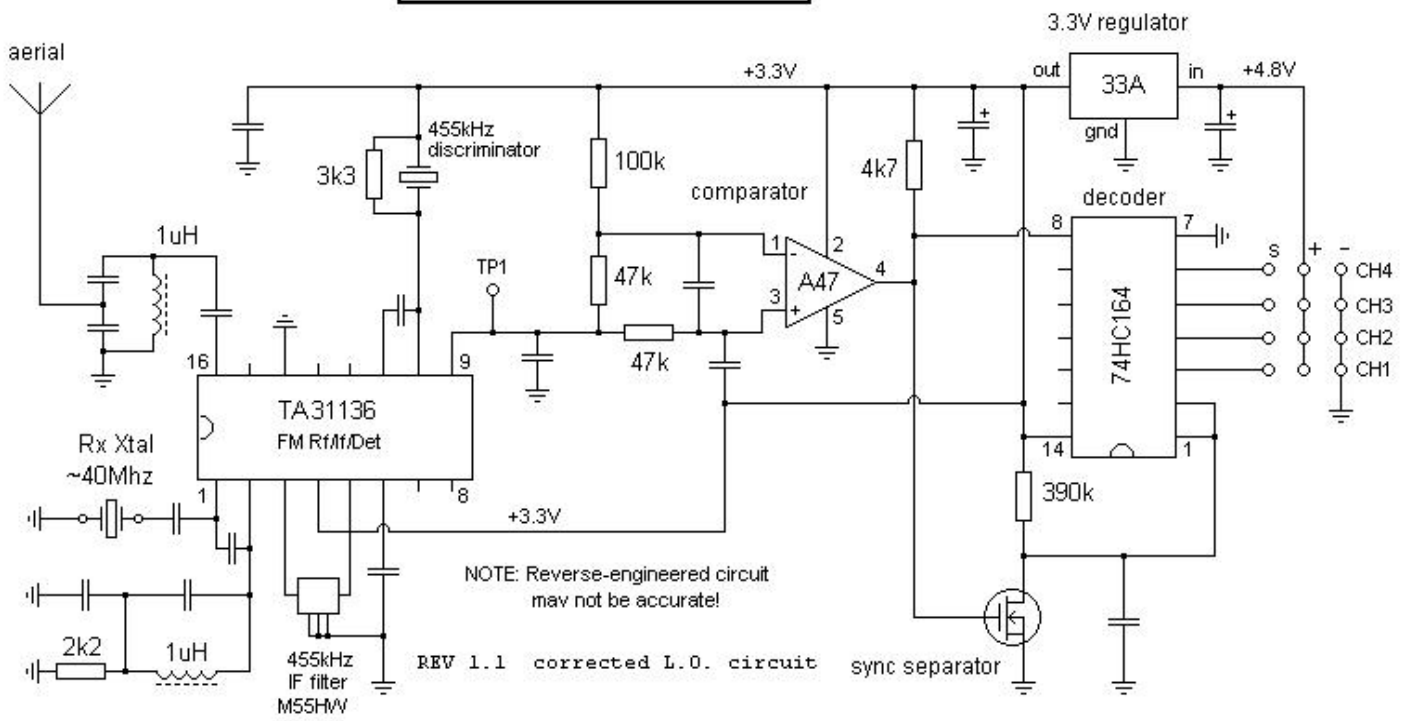 3.3V regulator
aerial
+3.3V
out
33A
in
+4.8V
gnd
455kHz
discriminator
3k3
100k
4k7
comparator
decoder
1uH
TP1
47k
1
2
A47
4
3
5
8
7
S
+
-
CH4
CH3
CH2
CH1
47k
74HC164
16
9
TA31136
FM Rf/If/Det
Rx Xtal
~40Mhz
1
8
14
1
390k
+3.3V
NOTE: Reverse-engineered circuit
may not be accurate!
2k2
1uH
455kHz
IF filter
M55HW
REV 1.1 corrected L.O. circuit
sync separator